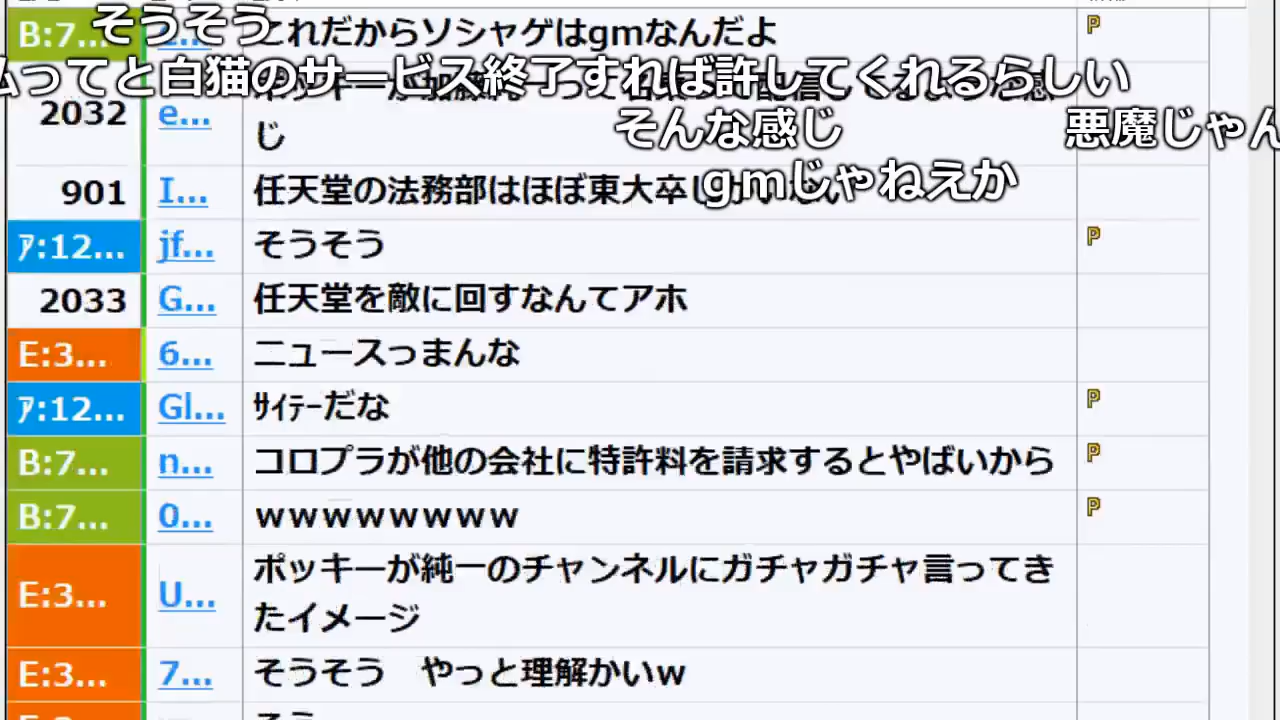 そうそう
B:7...
これだからソシャゲはgmなんだよ
P
払ってと白猫のサービス終了すれば許してくれるらしい
2032
e...
じ
そんな感じ
悪魔じゃん
gmじゃねえか
901
I...
任天堂の法務部はほぼ東大卒しかいない
ｱ:12...
jf...
そうそう
P
2033
G...
任天堂を敵に回すなんてアホ
E:3...
6...
ニュースっまんな
ｱ:12...
Gl...
ｻｲﾃｰだな
P
B:7...
n...
コロプラが他の会社に特許料を請求するとやばいから
P
B:7...
0...
ｗｗｗｗｗｗｗｗ
P
E:3...
U...
ポッキーが純一のチャンネルにガチャガチャ言ってき
たイメージ
E:3...
7...
そうそう　やっと理解かいｗ